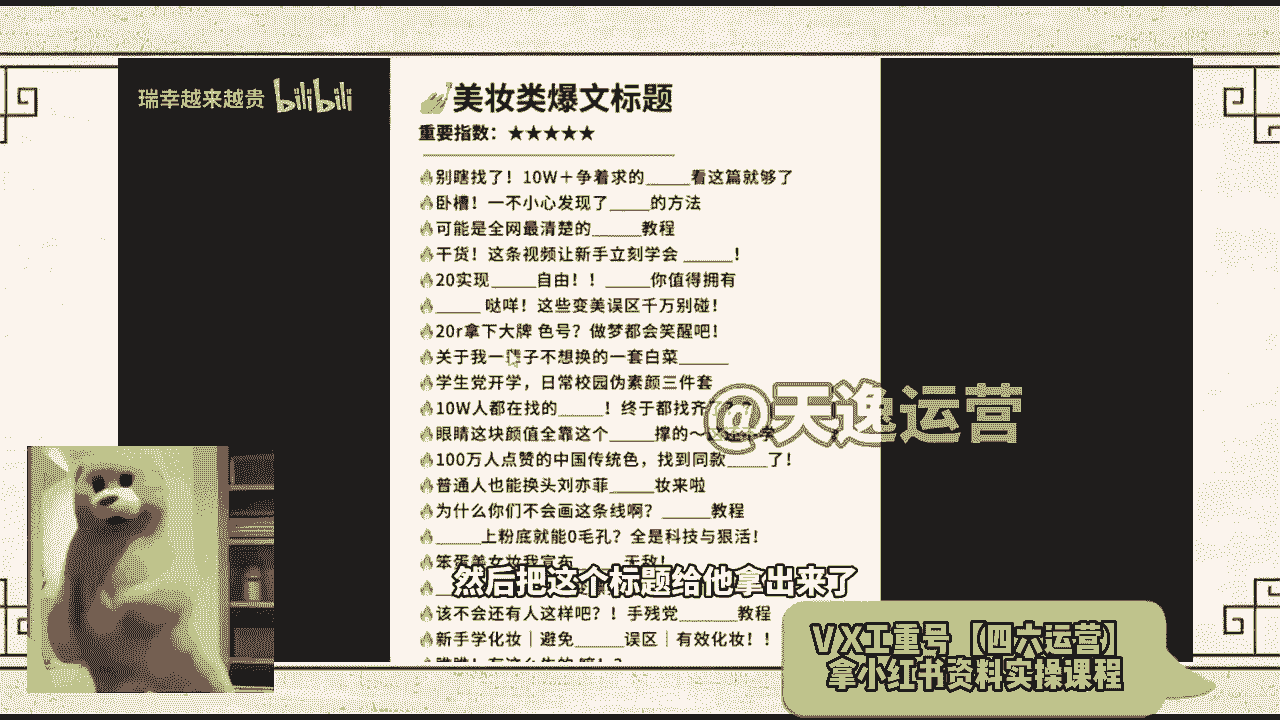 瑞幸越来越贵 bilibili
美妆类爆文标题
重要指数：★★★★★
别瞎找了！10W＋争着求的_____看这篇就够了
卧槽！一不小心发现了_____的方法
可能是全网最清楚的______教程
干货！这条视频让新手立刻学会 ______！
20实现_____自由！！_____你值得拥有
_____ 哒咩！这些变美误区千万别碰！
20r拿下大牌 色号？做梦都会笑醒吧！
关于我一辈子不想换的一套白菜______
学生党开学，日常校园伪素颜三件套
10W人都在找的_____！终于都找齐
眼睛这块颜值全靠这个_____撑的～
100万人点赞的中国传统色，找到同款_____了！
普通人也能换头刘亦菲_____妆来啦
为什么你们不会画这条线啊？______教程
_____上粉底就能0毛孔？全是科技与狠活！
笨蛋美女妆我宣布______无敌！
该不会还有人这样吧？！手残党_______教程
新手学化妆｜避免______误区｜有效化妆！！
@天逸运营
然后把这个标题给他拿出来了
VX工重号【四六运营】
拿小红书资料实操课程